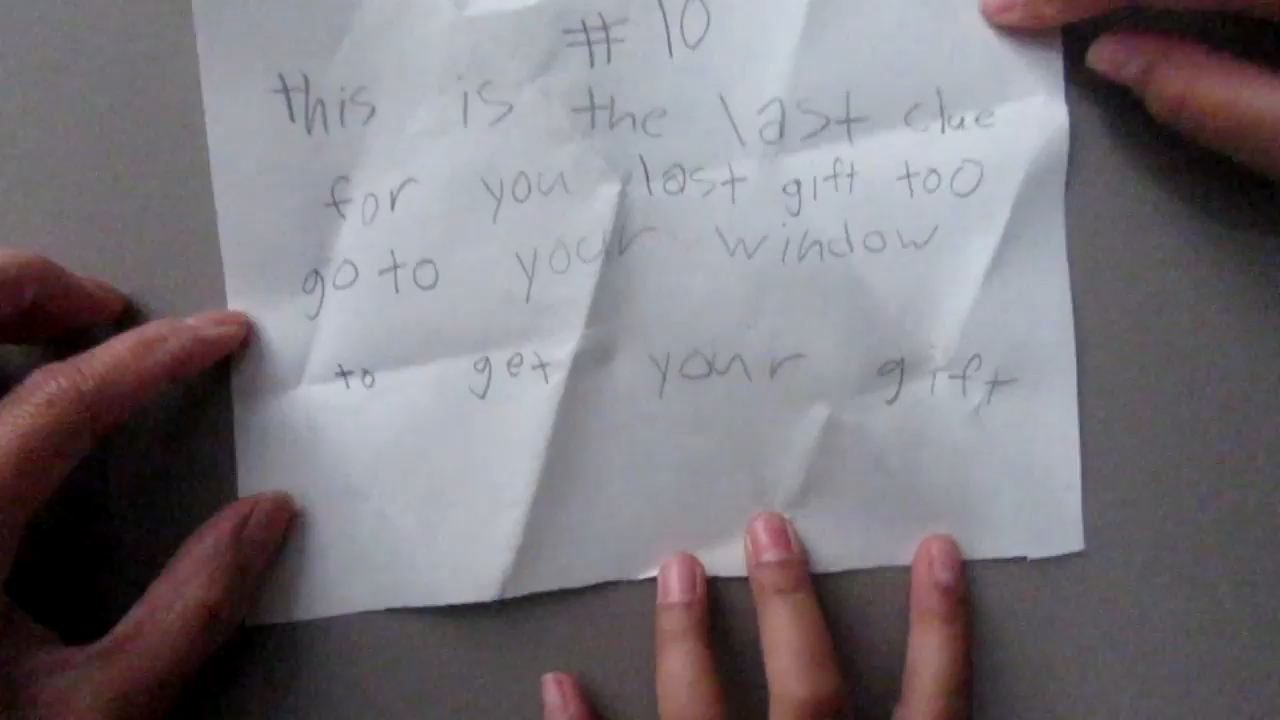 # 10
this is the last clue
for you last gift too
go to your window
to get your gift